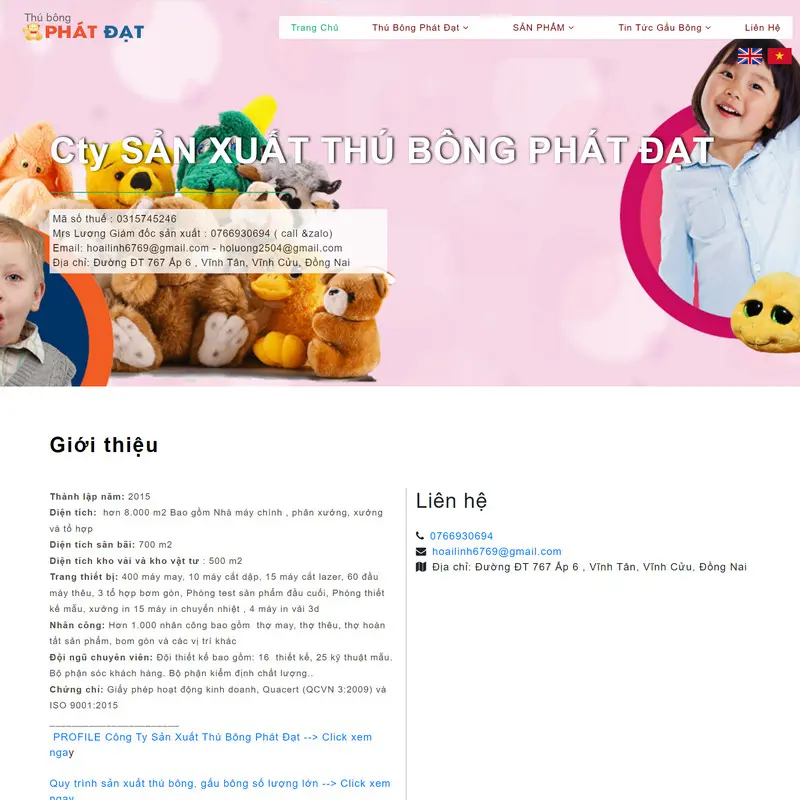 Thú bông
PHÁT ĐẠT
Trang Chủ
Thú Bông Phát Đạt
SẢN PHẨM
Tin Tức Gấu Bông
Liên Hệ
Cty SẢN XUẤT THÚ BÔNG PHÁT ĐẠT
Mã số thuế : 0315745246
Mrs Lương Giám đốc sản xuất : 0766930694 ( call &zalo)
Email: hoailinh6769@gmail.com - holuong2504@gmail.com
Địa chỉ: Đường ĐT 767 Ấp 6 , Vĩnh Tân, Vĩnh Cửu, Đồng Nai
Giới thiệu
Thành lập năm: 2015
Diện tích:  hơn 8.000 m2 Bao gồm Nhà máy chính , phân xướng, xưởng
và tổ hợp
Diện tích sân bãi: 700 m2
Diện tích kho vải và kho vật tư : 500 m2
Trang thiết bị: 400 máy may, 10 máy cắt dập, 15 máy cắt lazer, 60 đầu
máy thêu, 3 tổ hợp bơm gòn, Phòng test sản phẩm đầu cuối, Phòng thiết
kế mẫu, xưởng in 15 máy in chuyển nhiệt , 4 máy in vải 3d
Nhân công: Hơn 1.000 nhân công bao gồm  thợ may, thợ thêu, thợ hoàn
tất sản phẩm, bom gòn và các vị trí khác
Đội ngũ chuyên viên: Đội thiết kế bao gồm: 16  thiết kế, 25 kỹ thuật mẫu.
Bộ phận sóc khách hàng. Bộ phận kiểm định chất lượng..
Chứng chỉ: Giấy phép hoạt động kinh doanh, Quacert (QCVN 3:2009) và
ISO 9001:2015
_______________________
PROFILE Công Ty Sản Xuất Thú Bông Phát Đạt --> Click xem
ngay
Quy trình sản xuất thú bông, gấu bông số lượng lớn --> Click xem
ngay
Liên hệ
0766930694
hoailinh6769@gmail.com
Địa chỉ: Đường ĐT 767 Ấp 6 , Vĩnh Tân, Vĩnh Cửu, Đồng Nai